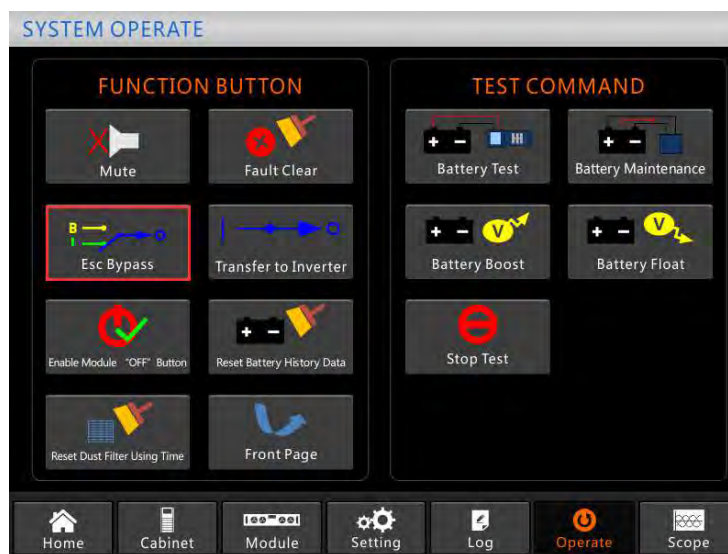 SYSTEM OPERATE
FUNCTION BUTTON
Mute
Fault Clear
B
I
Esc Bypass
Transfer to Inverter
Enable Module "OFF" Button
Reset Battery History Data
Reset Dust Filter Using Time
Front Page
TEST COMMAND
Battery Test
Battery Maintenance
V
Battery Boost
V
Battery Float
Stop Test
Home
Cabinet
Module
Setting
Log
Operate
Scope